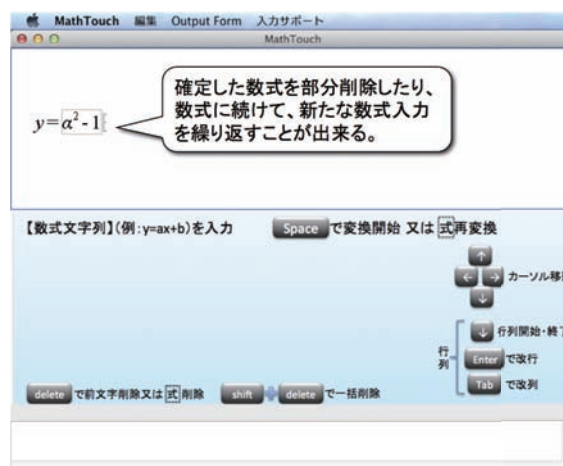 MathTouch 編集 Output Form 入力サポート
MathTouch
確定した数式を部分削除したり、
数式に続けて、新たな数式入力
を繰り返すことが出来る。
y=α²-1
【数式文字列】(例:y=ax+b)を入力 Space で変換開始 又は 式再変換
↑
← → カーソル移
↓
↓ 行列開始・終了
行列
Enter で改行
Tab で改列
delete で前文字削除又は 式 削除 shift + delete で一括削除